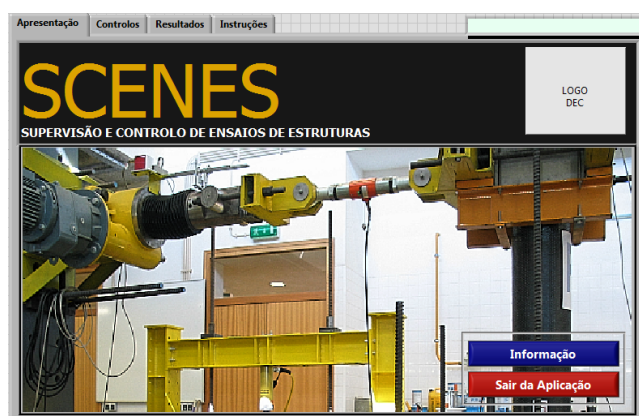 Apresentação
Controlos
Resultados
Instruções
SCENES
SUPERVISÃO E CONTROLO DE ENSAIOS DE ESTRUTURAS
LOGO
DEC
Informação
Sair da Aplicação